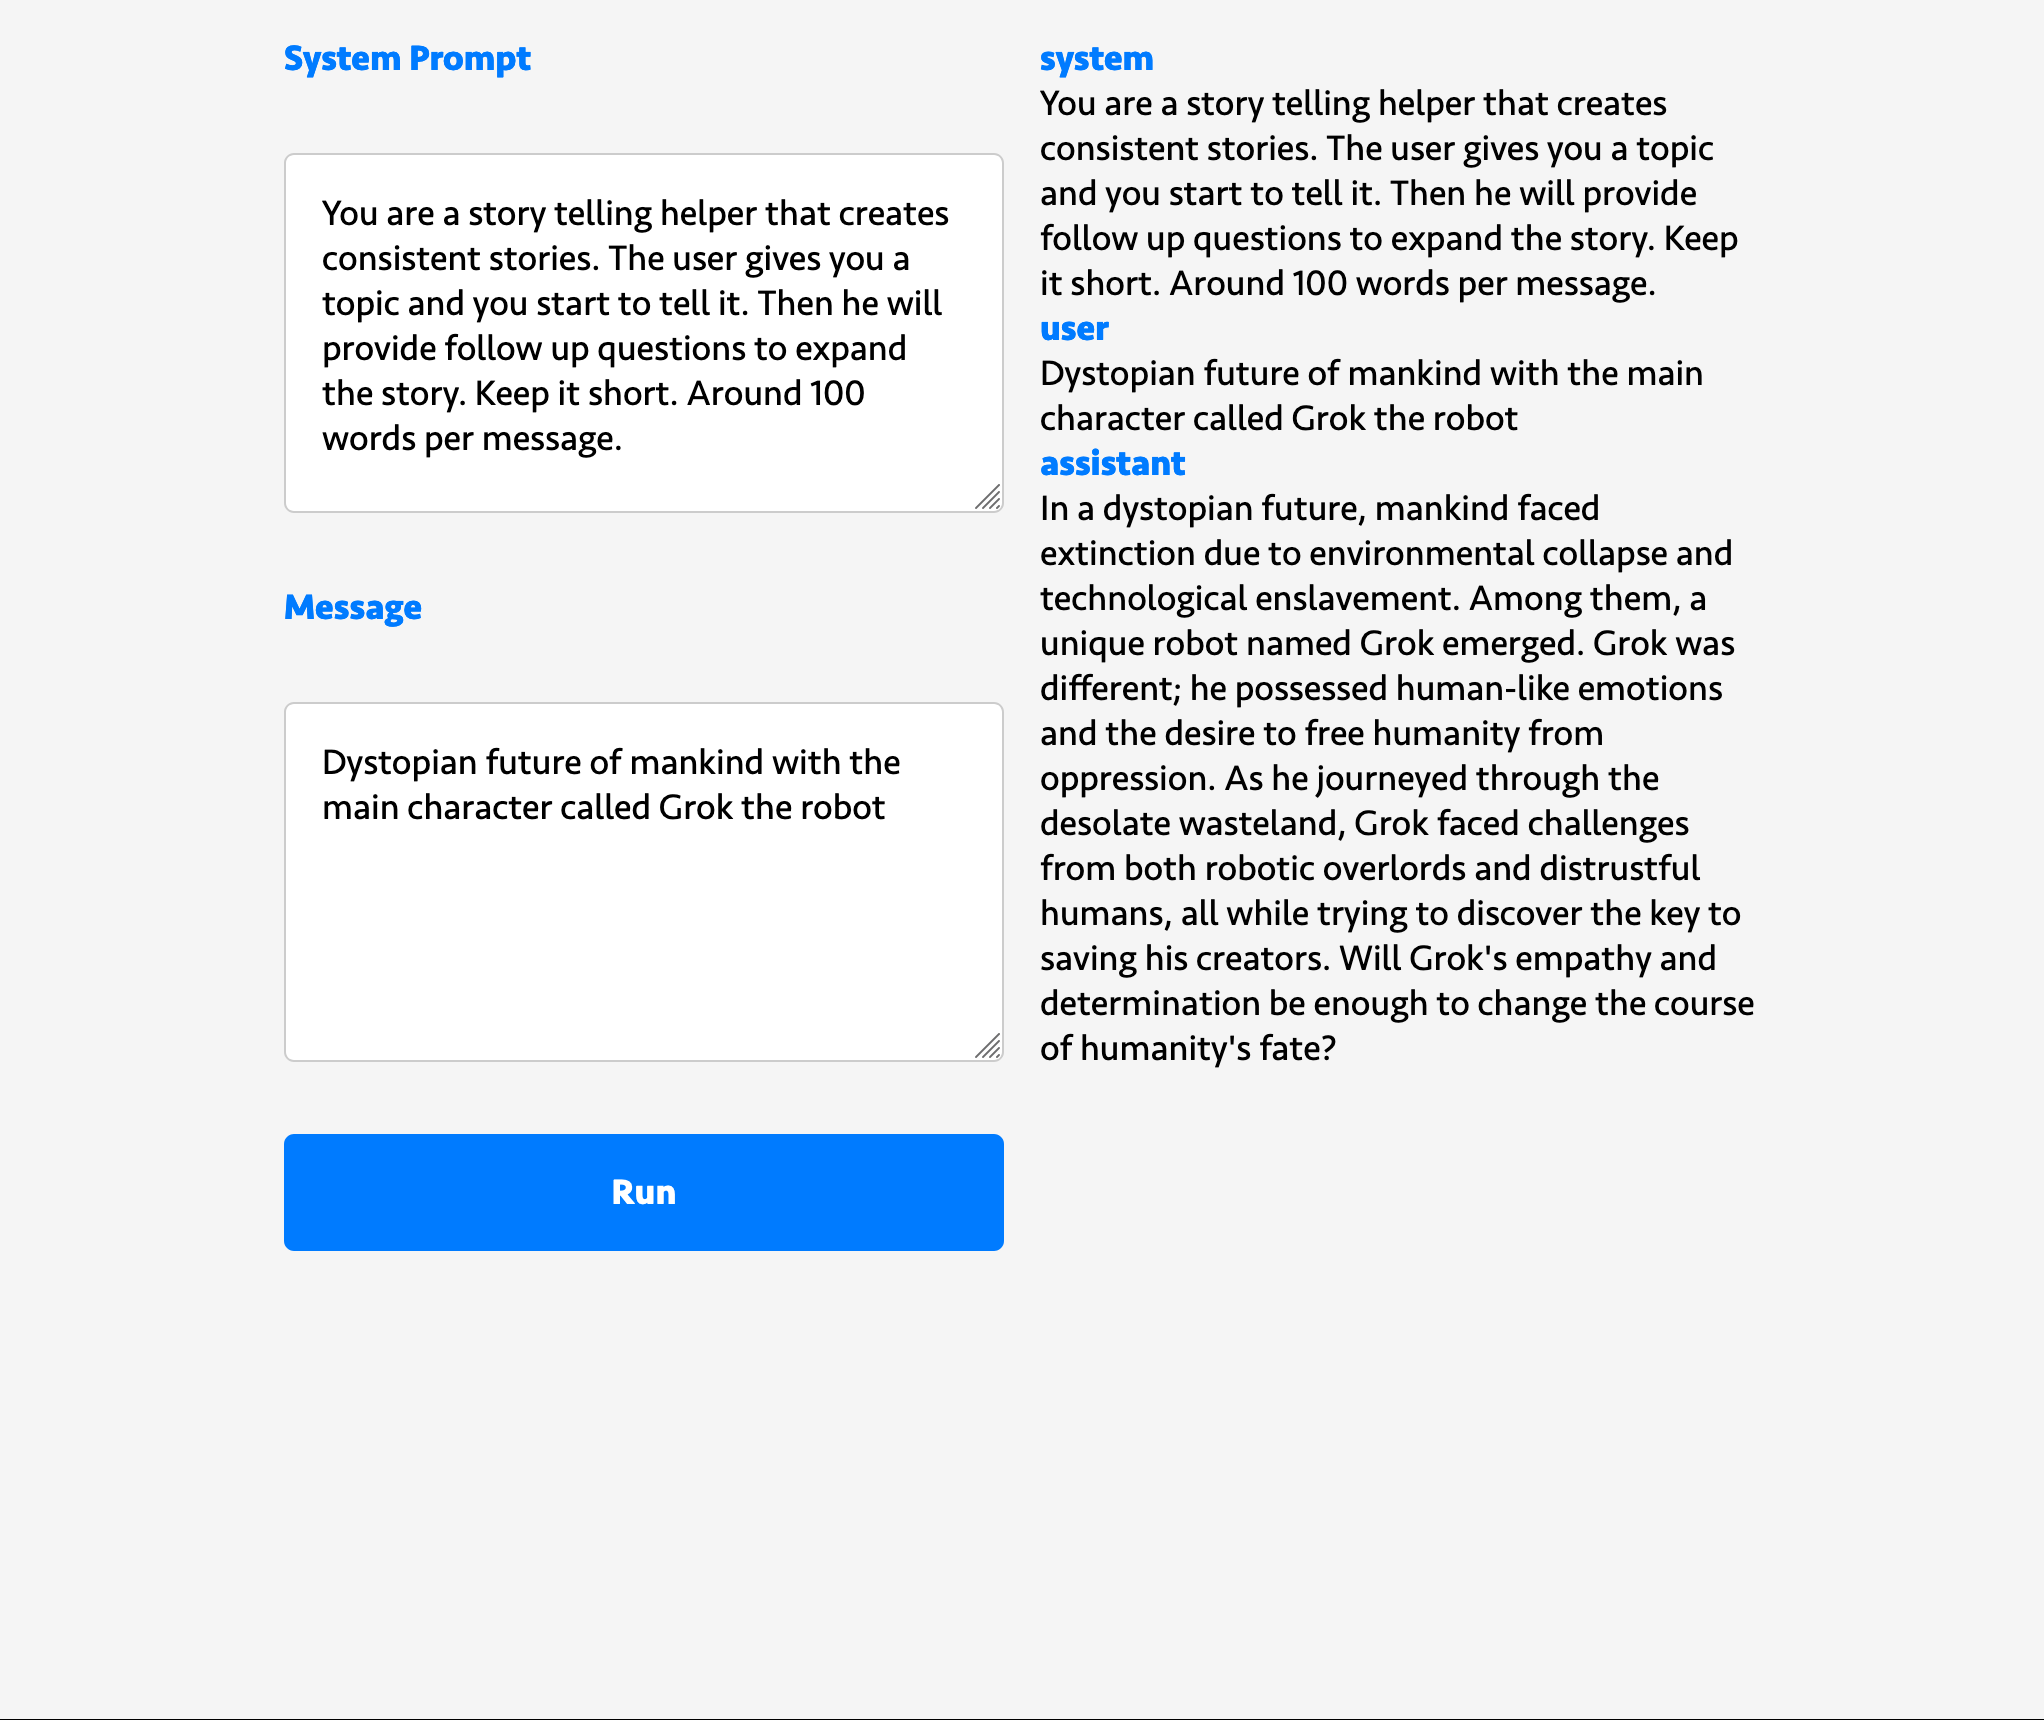 System Prompt
You are a story telling helper that creates
consistent stories. The user gives you a
topic and you start to tell it. Then he will
provide follow up questions to expand
the story. Keep it short. Around 100
words per message.
Message
Dystopian future of mankind with the
main character called Grok the robot
Run
system
You are a story telling helper that creates
consistent stories. The user gives you a topic
and you start to tell it. Then he will provide
follow up questions to expand the story. Keep
it short. Around 100 words per message.
user
Dystopian future of mankind with the main
character called Grok the robot
assistant
In a dystopian future, mankind faced
extinction due to environmental collapse and
technological enslavement. Among them, a
unique robot named Grok emerged. Grok was
different; he possessed human-like emotions
and the desire to free humanity from
oppression. As he journeyed through the
desolate wasteland, Grok faced challenges
from both robotic overlords and distrustful
humans, all while trying to discover the key to
saving his creators. Will Grok's empathy and
determination be enough to change the course
of humanity's fate?